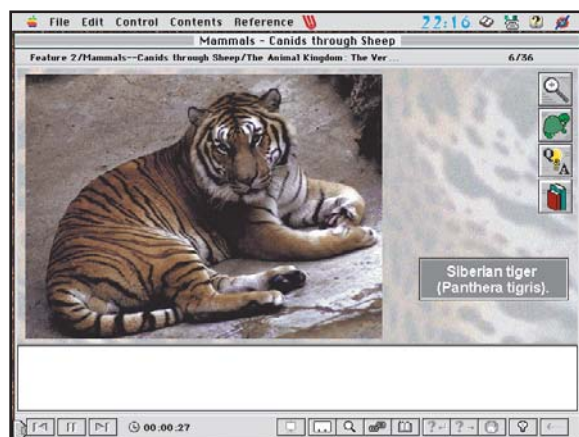 File Edit Control Contents Reference 22:16
Mammals - Canids through Sheep
Feature 2/Mammals--Canids through Sheep/The Animal Kingdom: The Ver... 6/36
Q
A
Siberian tiger
(Panthera tigris).
00:00:27
?
?